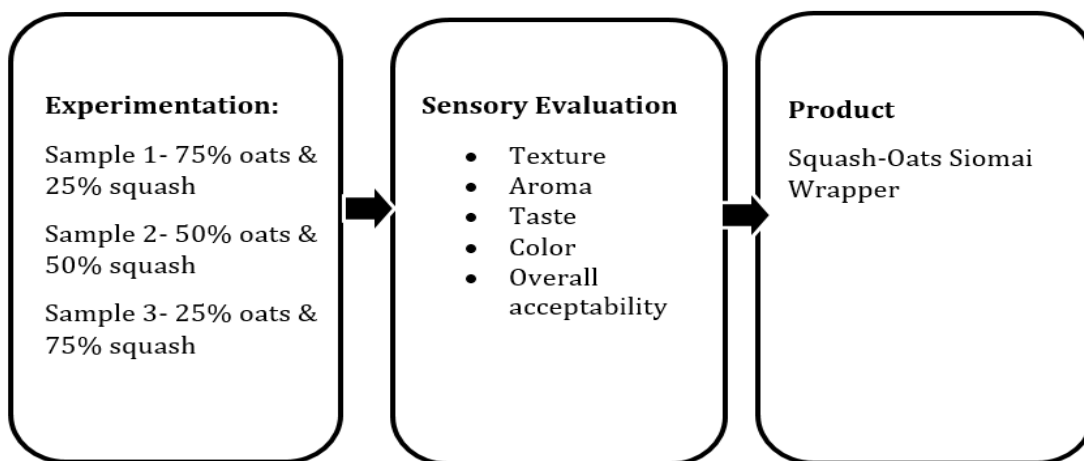 Experimentation:
Sample 1- 75% oats &
25% squash
Sample 2- 50% oats &
50% squash
Sample 3- 25% oats &
75% squash
Sensory Evaluation
• Texture
• Aroma
• Taste
• Color
• Overall
acceptability
Product
Squash-Oats Siomai
Wrapper